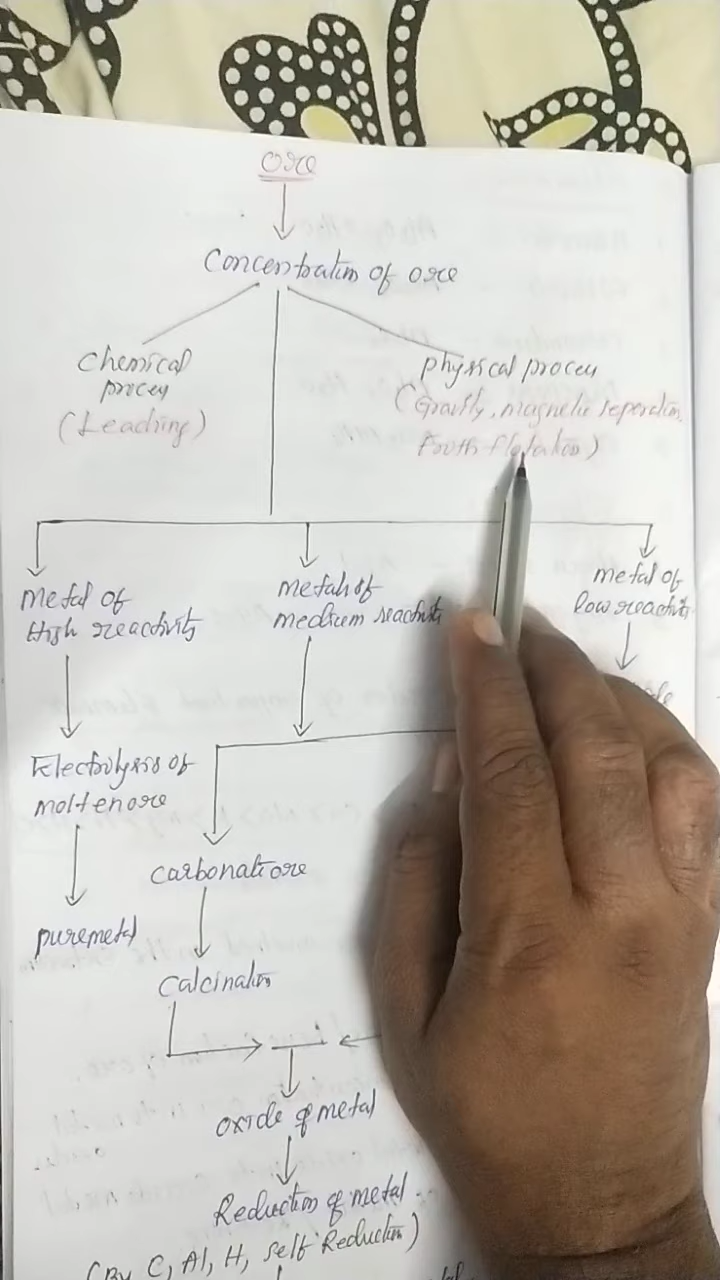 ore
Concentration of ore
chemical
process
(Leaching)
physical process
(Gravity, magnetic seperation,
Froth flotation)
metal of
High reactivity
metal of
medium reactivity
metal of
low reactivity
Electrolysis of
molten ore
pure metal
carbonate ore
Calcination
oxide of metal
Reduction of metal
(By C, Al, H, Self Reduction)